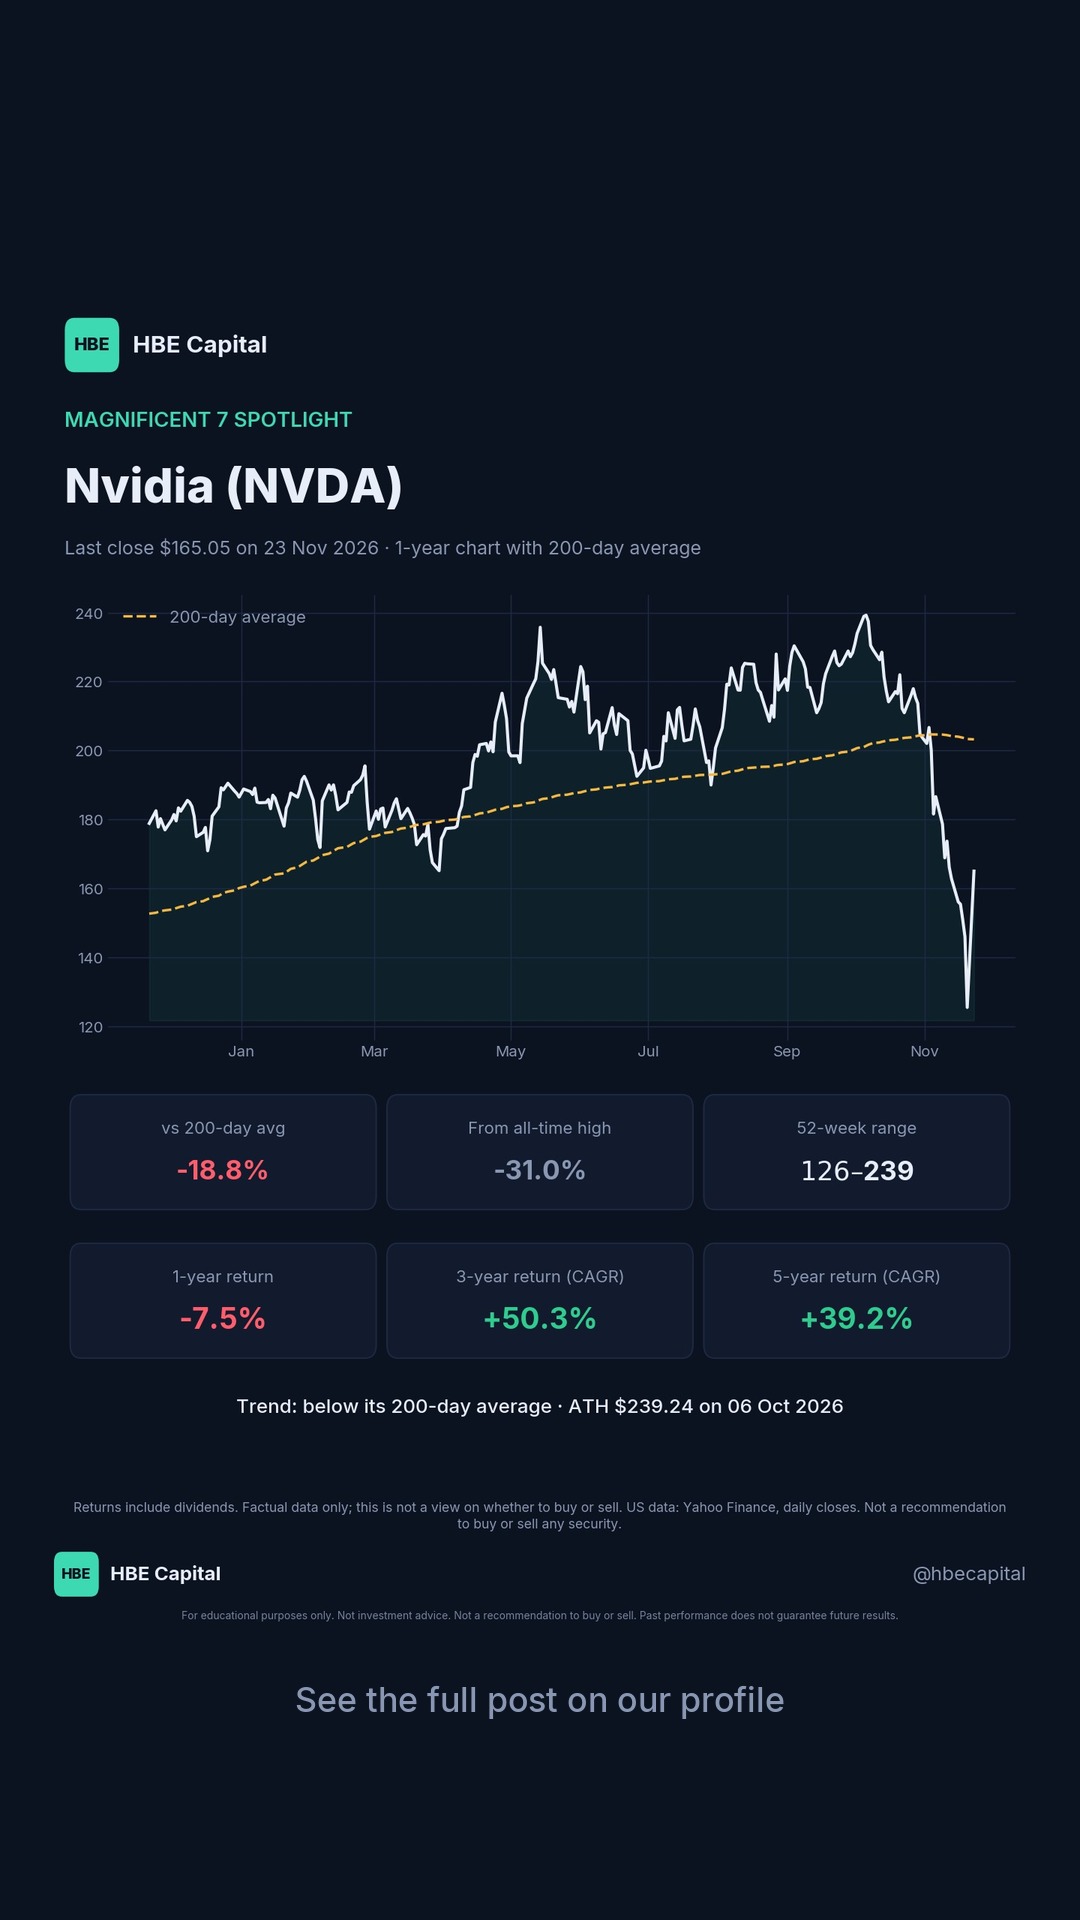 HBE HBE Capital
MAGNIFICENT 7 SPOTLIGHT
Nvidia (NVDA)
Last close $165.05 on 23 Nov 2026 · 1-year chart with 200-day average
240
200-day average
220
200
180
160
140
120
Jan Mar May Jul Sep Nov
vs 200-day avg From all-time high 52-week range
-18.8% -31.0% 126–239
1-year return 3-year return (CAGR) 5-year return (CAGR)
-7.5% +50.3% +39.2%
Trend: below its 200-day average · ATH $239.24 on 06 Oct 2026
Returns include dividends. Factual data only; this is not a view on whether to buy or sell. US data: Yahoo Finance, daily closes. Not a recommendation
to buy or sell any security.
HBE HBE Capital @hbecapital
For educational purposes only. Not investment advice. Not a recommendation to buy or sell. Past performance does not guarantee future results.
See the full post on our profile